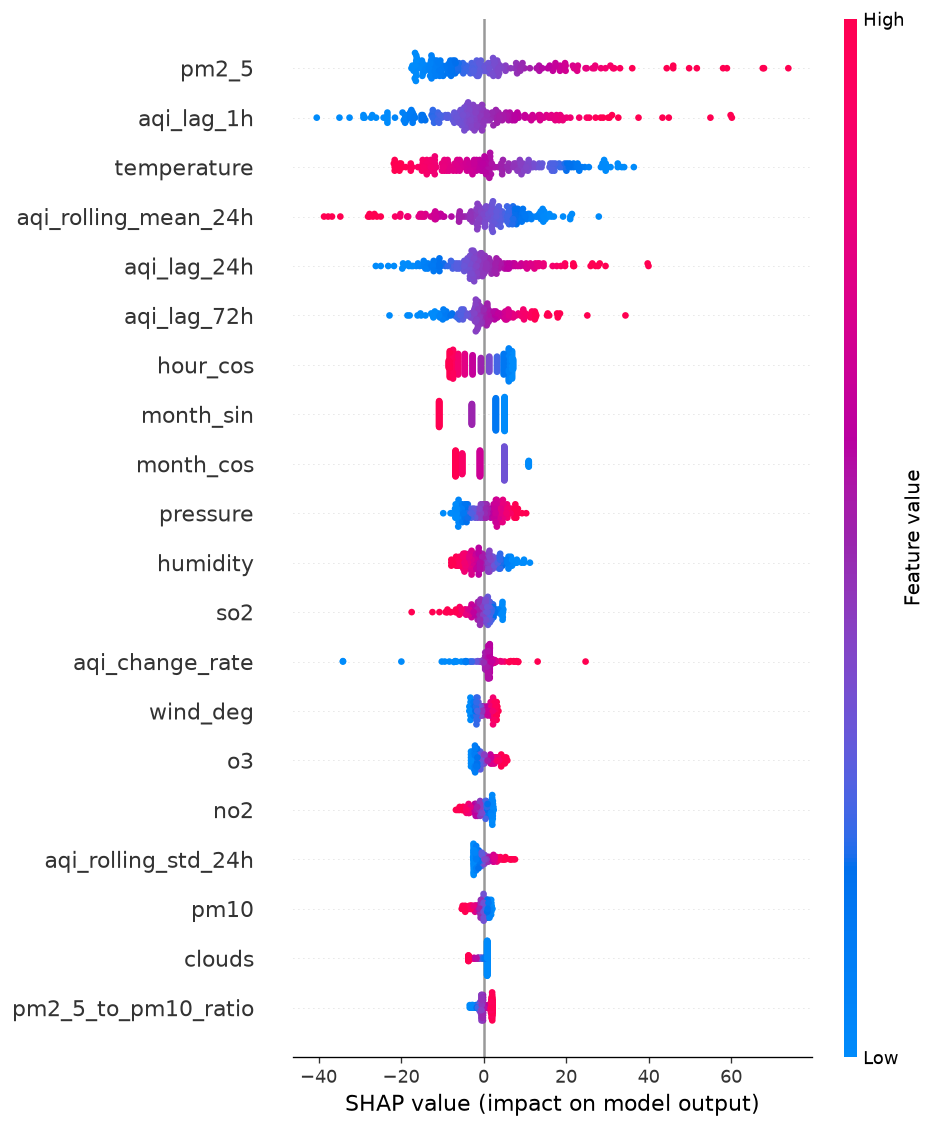 High
pm2_5
aqi_lag_1h
temperature
aqi_rolling_mean_24h
aqi_lag_24h
aqi_lag_72h
hour_cos
month_sin
month_cos
pressure
humidity
so2
aqi_change_rate
wind_deg
o3
no2
aqi_rolling_std_24h
pm10
clouds
pm2_5_to_pm10_ratio
Feature value
Low
−40 −20 0 20 40 60
SHAP value (impact on model output)